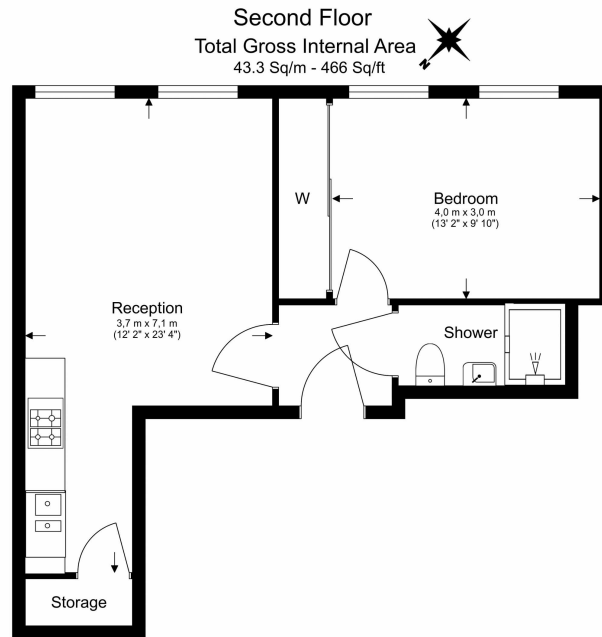 Second Floor
Total Gross Internal Area
43.3 Sq/m - 466 Sq/ft
N
W
Bedroom
4,0 m x 3,0 m
(13' 2" x 9' 10")
Reception
3,7 m x 7,1 m
(12' 2" x 23' 4")
Shower
Storage